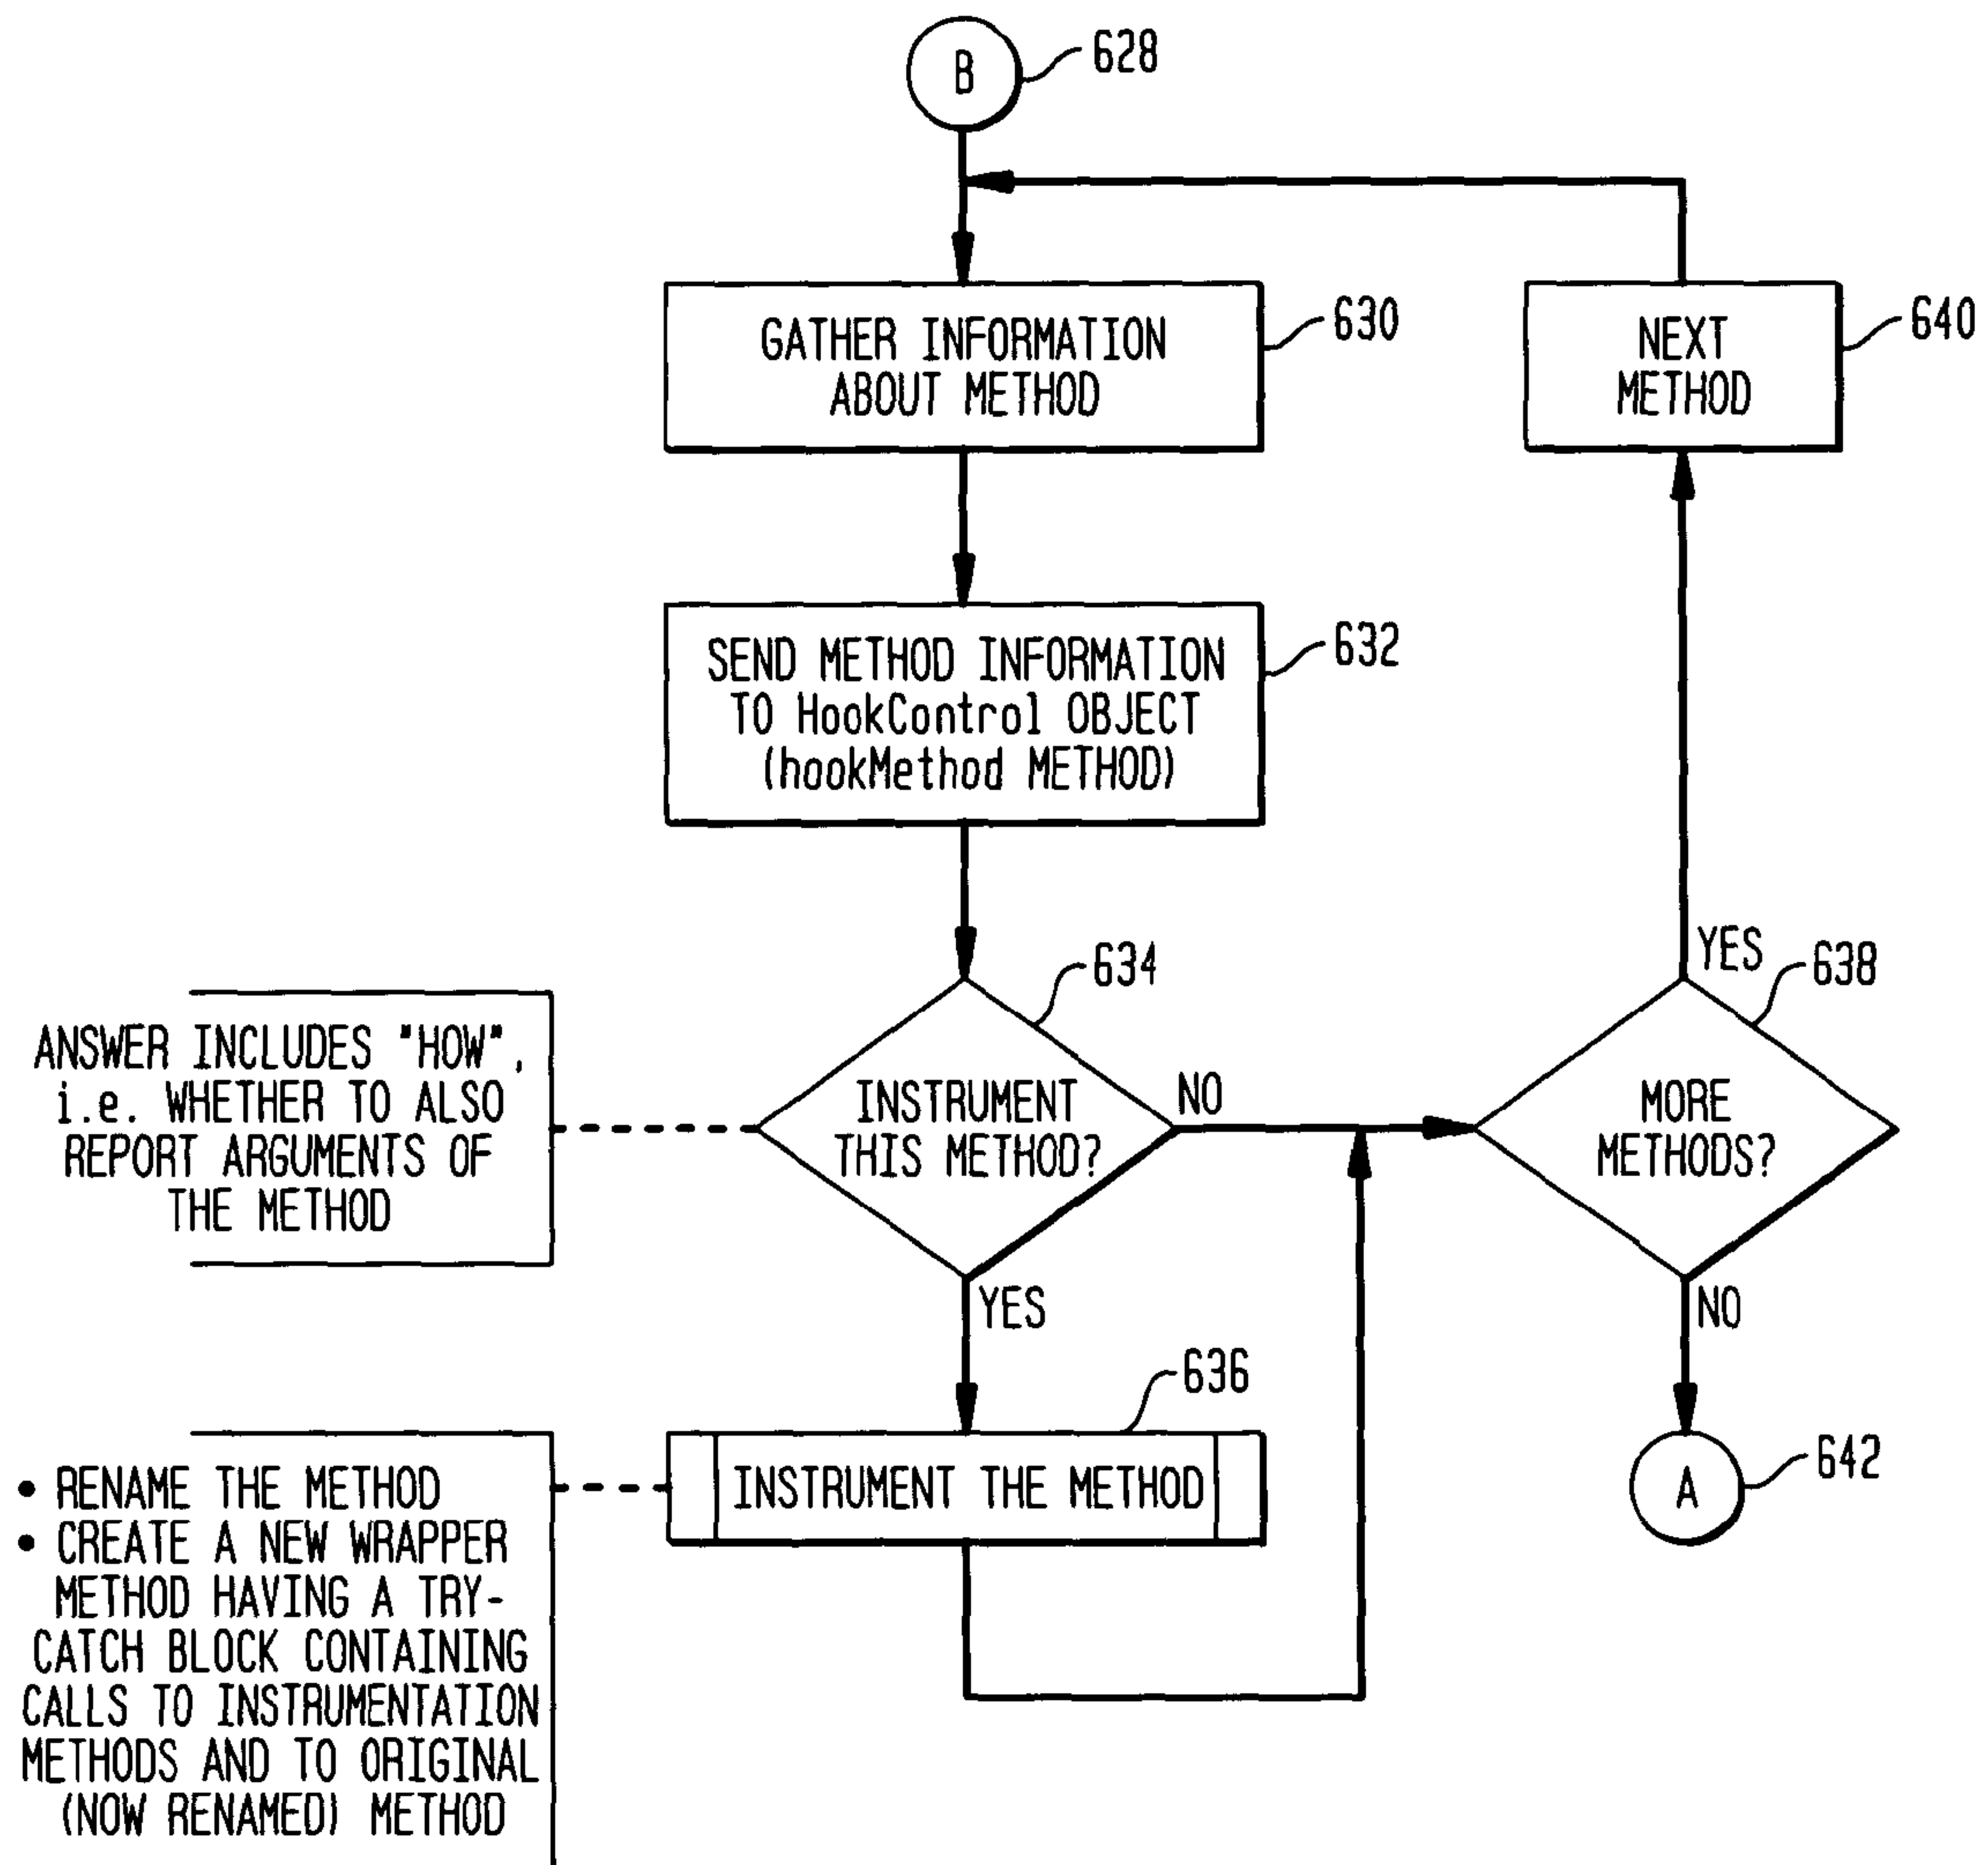 B
628
GATHER INFORMATION
ABOUT METHOD
630
NEXT
METHOD
640
SEND METHOD INFORMATION
TO HookControl OBJECT
(hookMethod METHOD)
632
634
INSTRUMENT
THIS METHOD?
NO
YES
ANSWER INCLUDES "HOW",
i.e. WHETHER TO ALSO
REPORT ARGUMENTS OF
THE METHOD
YES
638
MORE
METHODS?
NO
636
INSTRUMENT THE METHOD
• RENAME THE METHOD
• CREATE A NEW WRAPPER
METHOD HAVING A TRY-
CATCH BLOCK CONTAINING
CALLS TO INSTRUMENTATION
METHODS AND TO ORIGINAL
(NOW RENAMED) METHOD
A
642